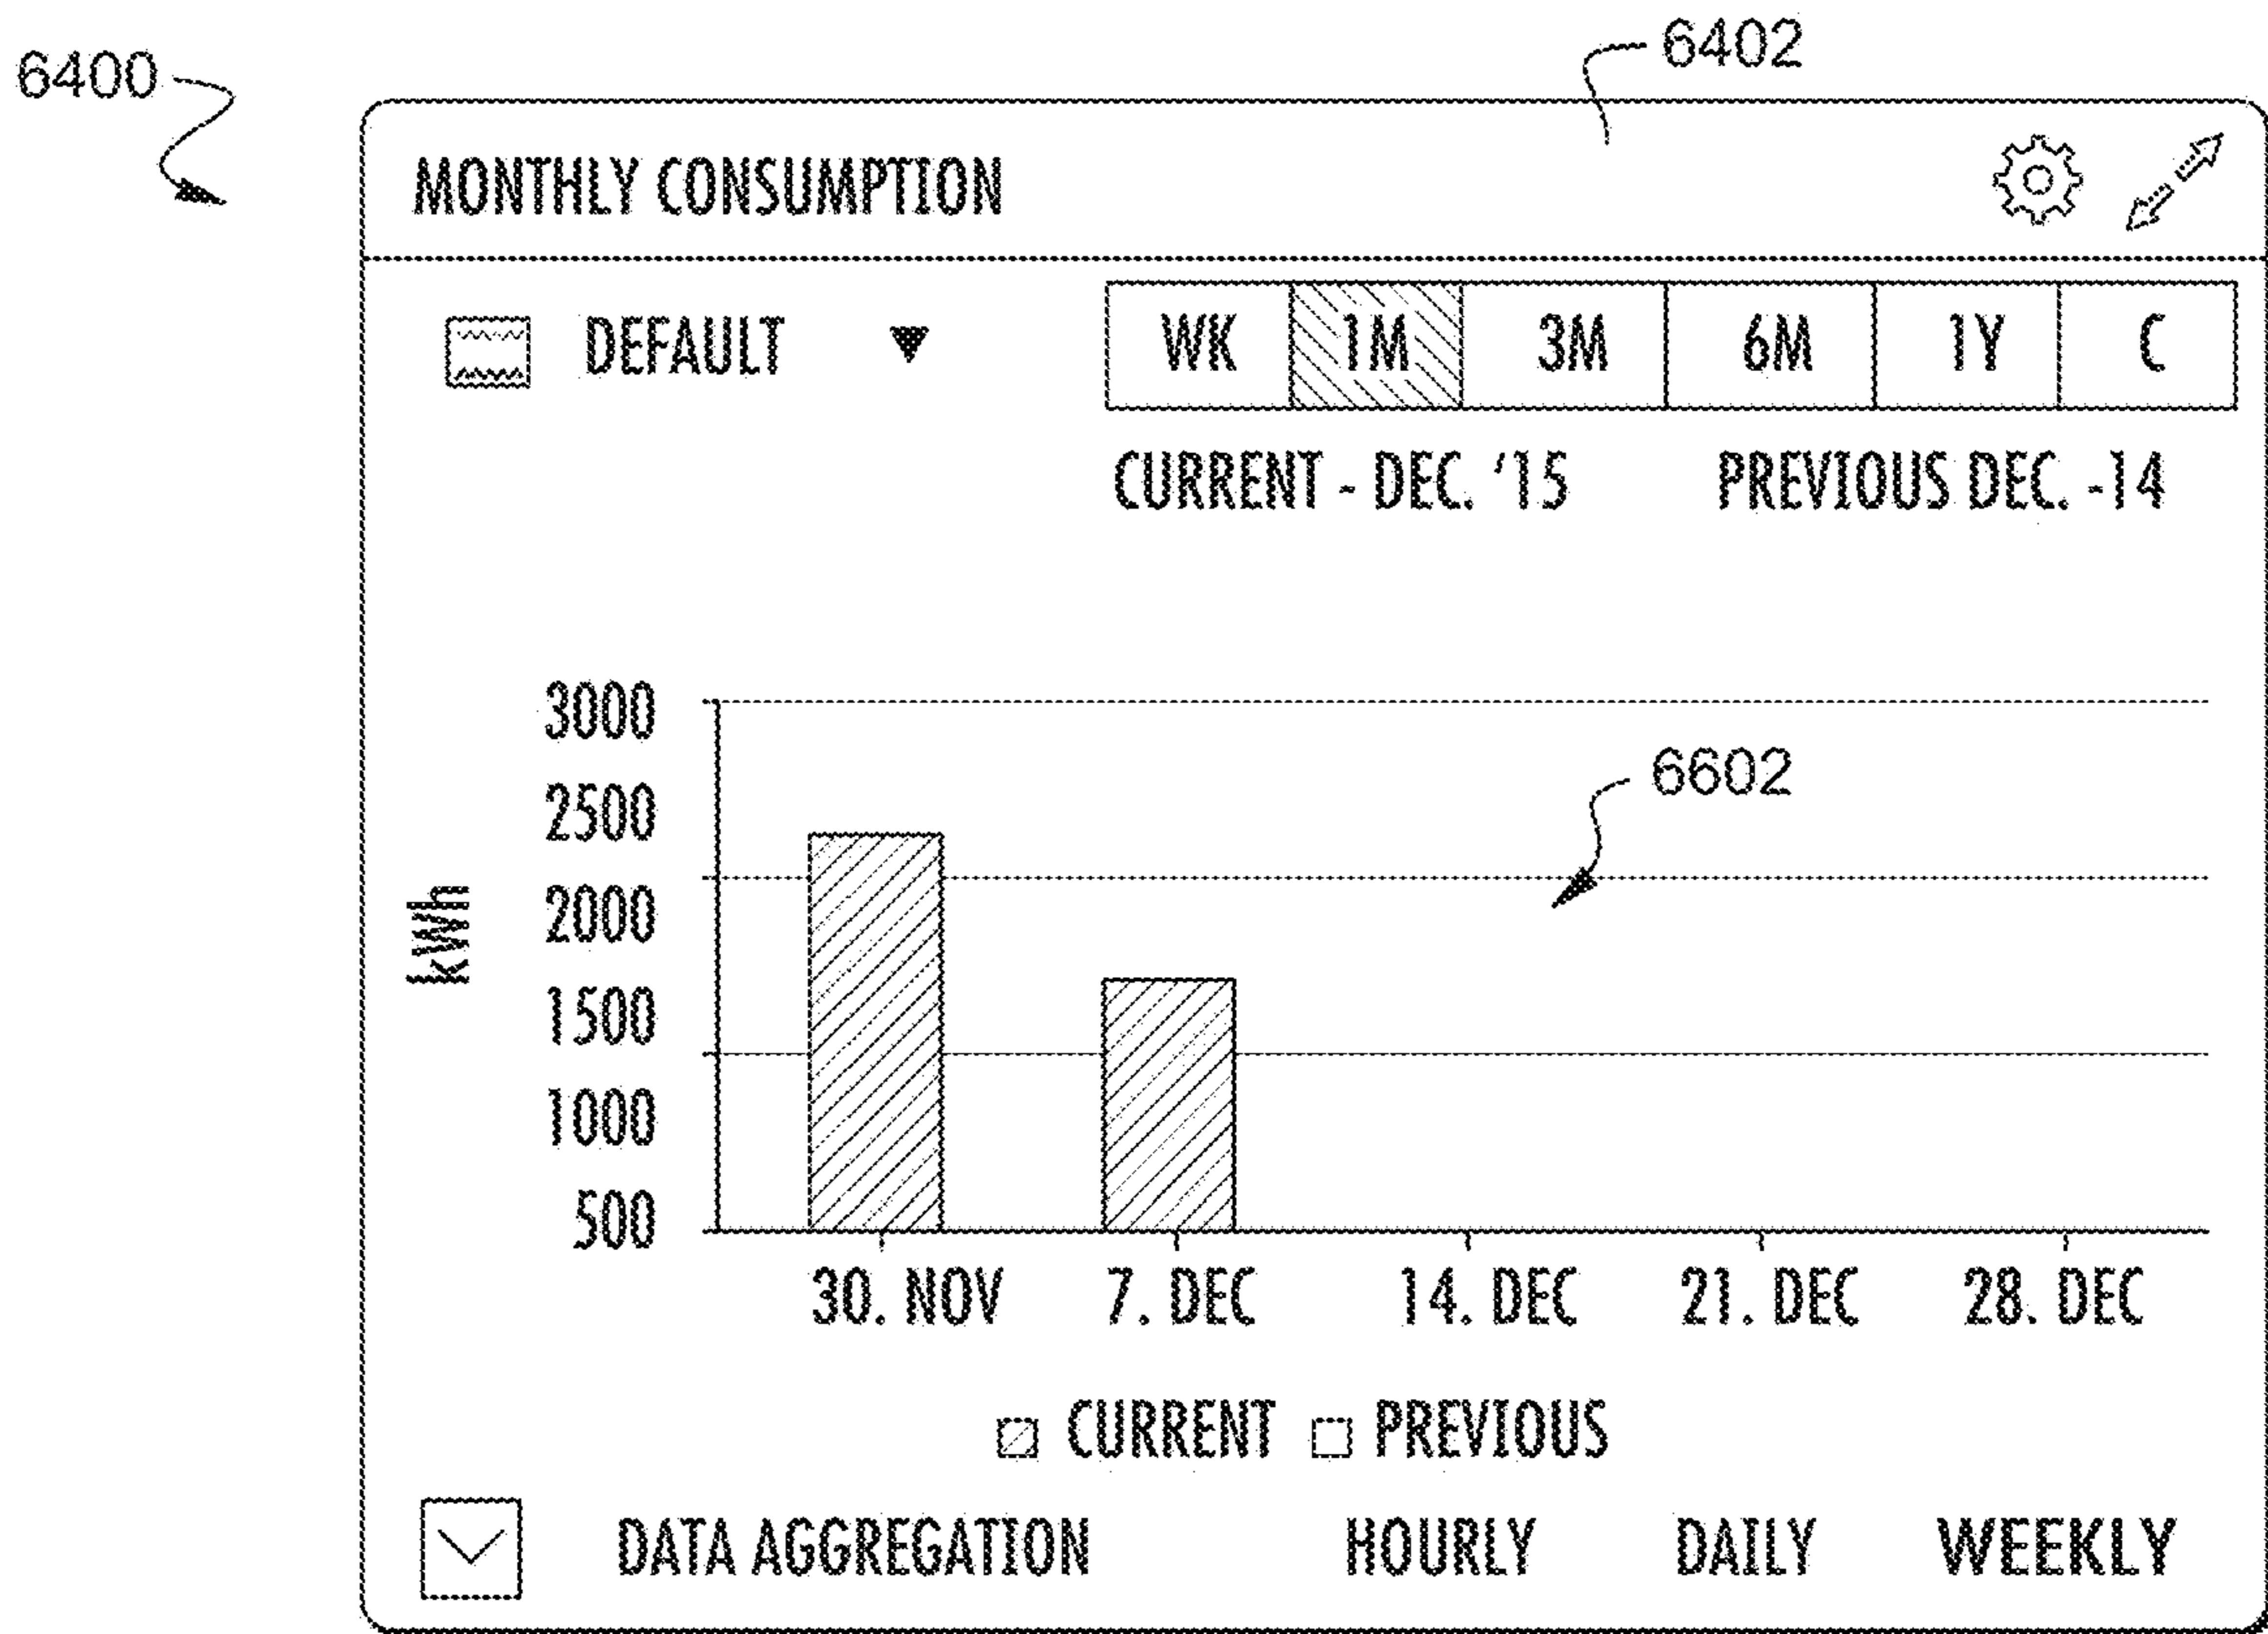 6400
6402
MONTHLY CONSUMPTION
DEFAULT WK 1M 3M 6M 1Y C
CURRENT - DEC. '15 PREVIOUS DEC. -14
3000
6602
2500
2000
kWh
1500
1000
500
30. NOV 7. DEC 14. DEC 21. DEC 28. DEC
CURRENT PREVIOUS
DATA AGGREGATION HOURLY DAILY WEEKLY